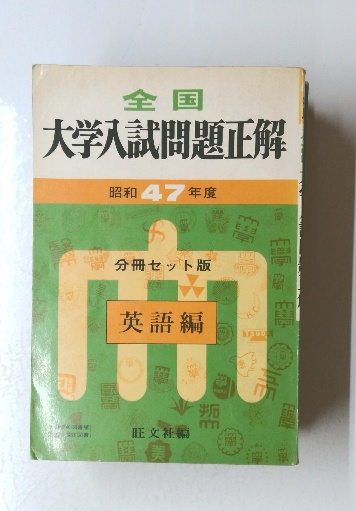 全国
大学入試問題正解
昭和47年度
分冊セット版
英語編
旺文社編